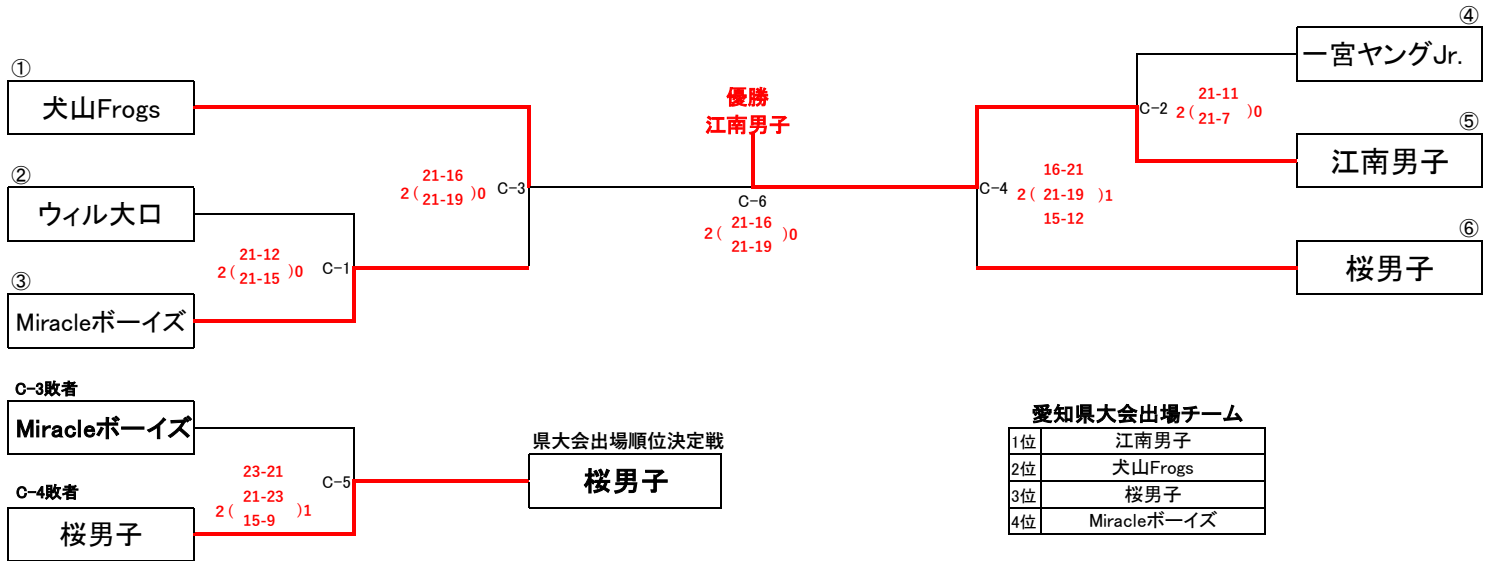 ①
犬山Frogs
②
ウィル大口
③
Miracleボーイズ
21-12
2 ( 21-15 )0
C-1
21-16
2 ( 21-19 )0
C-3
優勝
江南男子
C-6
21-16
2 ( 21-19 )0
④
一宮ヤングJr.
⑤
江南男子
⑥
桜男子
C-2
21-11
2 ( 21-7 )0
C-4
16-21
2 ( 21-19 )1
15-12
C-3敗者
Miracleボーイズ
C-4敗者
桜男子
23-21
21-23
2 ( 15-9 )1
C-5
県大会出場順位決定戦
桜男子
愛知県大会出場チーム
1位 江南男子
2位 犬山Frogs
3位 桜男子
4位 Miracleボーイズ